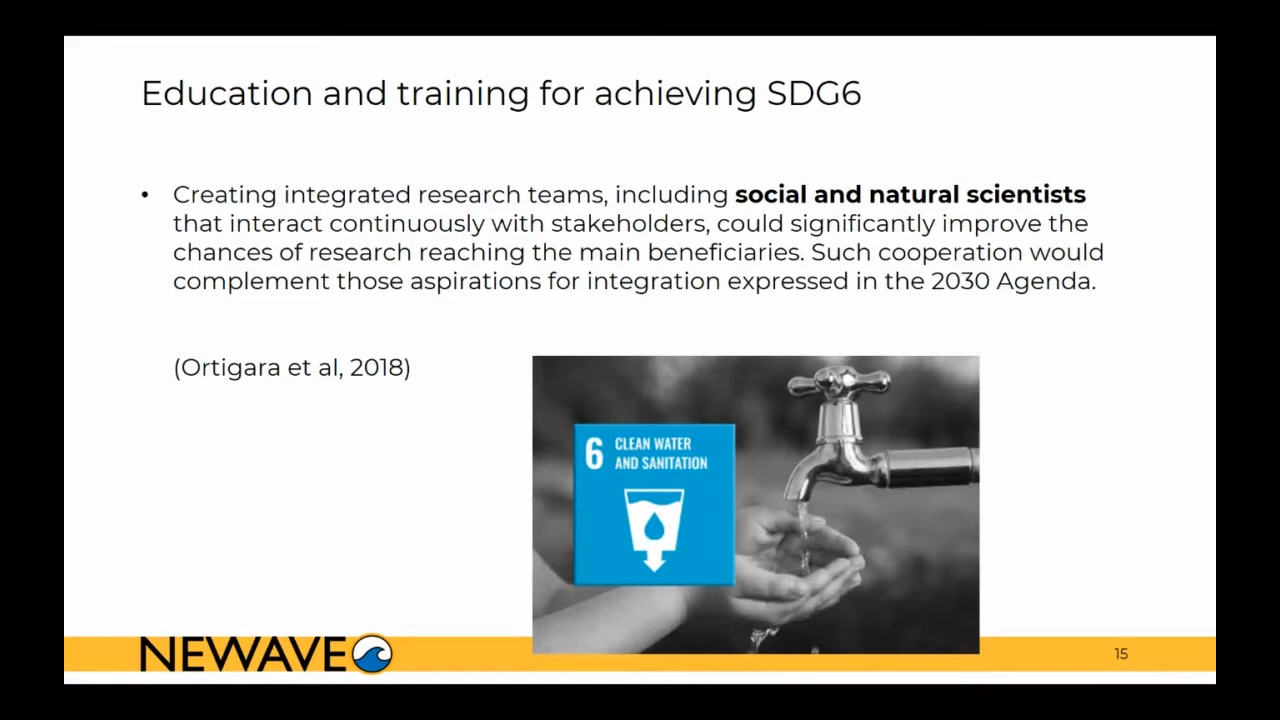 Education and training for achieving SDG6
• Creating integrated research teams, including social and natural scientists
that interact continuously with stakeholders, could significantly improve the
chances of research reaching the main beneficiaries. Such cooperation would
complement those aspirations for integration expressed in the 2030 Agenda.
(Ortigara et al, 2018)
6 CLEAN WATER
AND SANITATION
NEWAVE
15